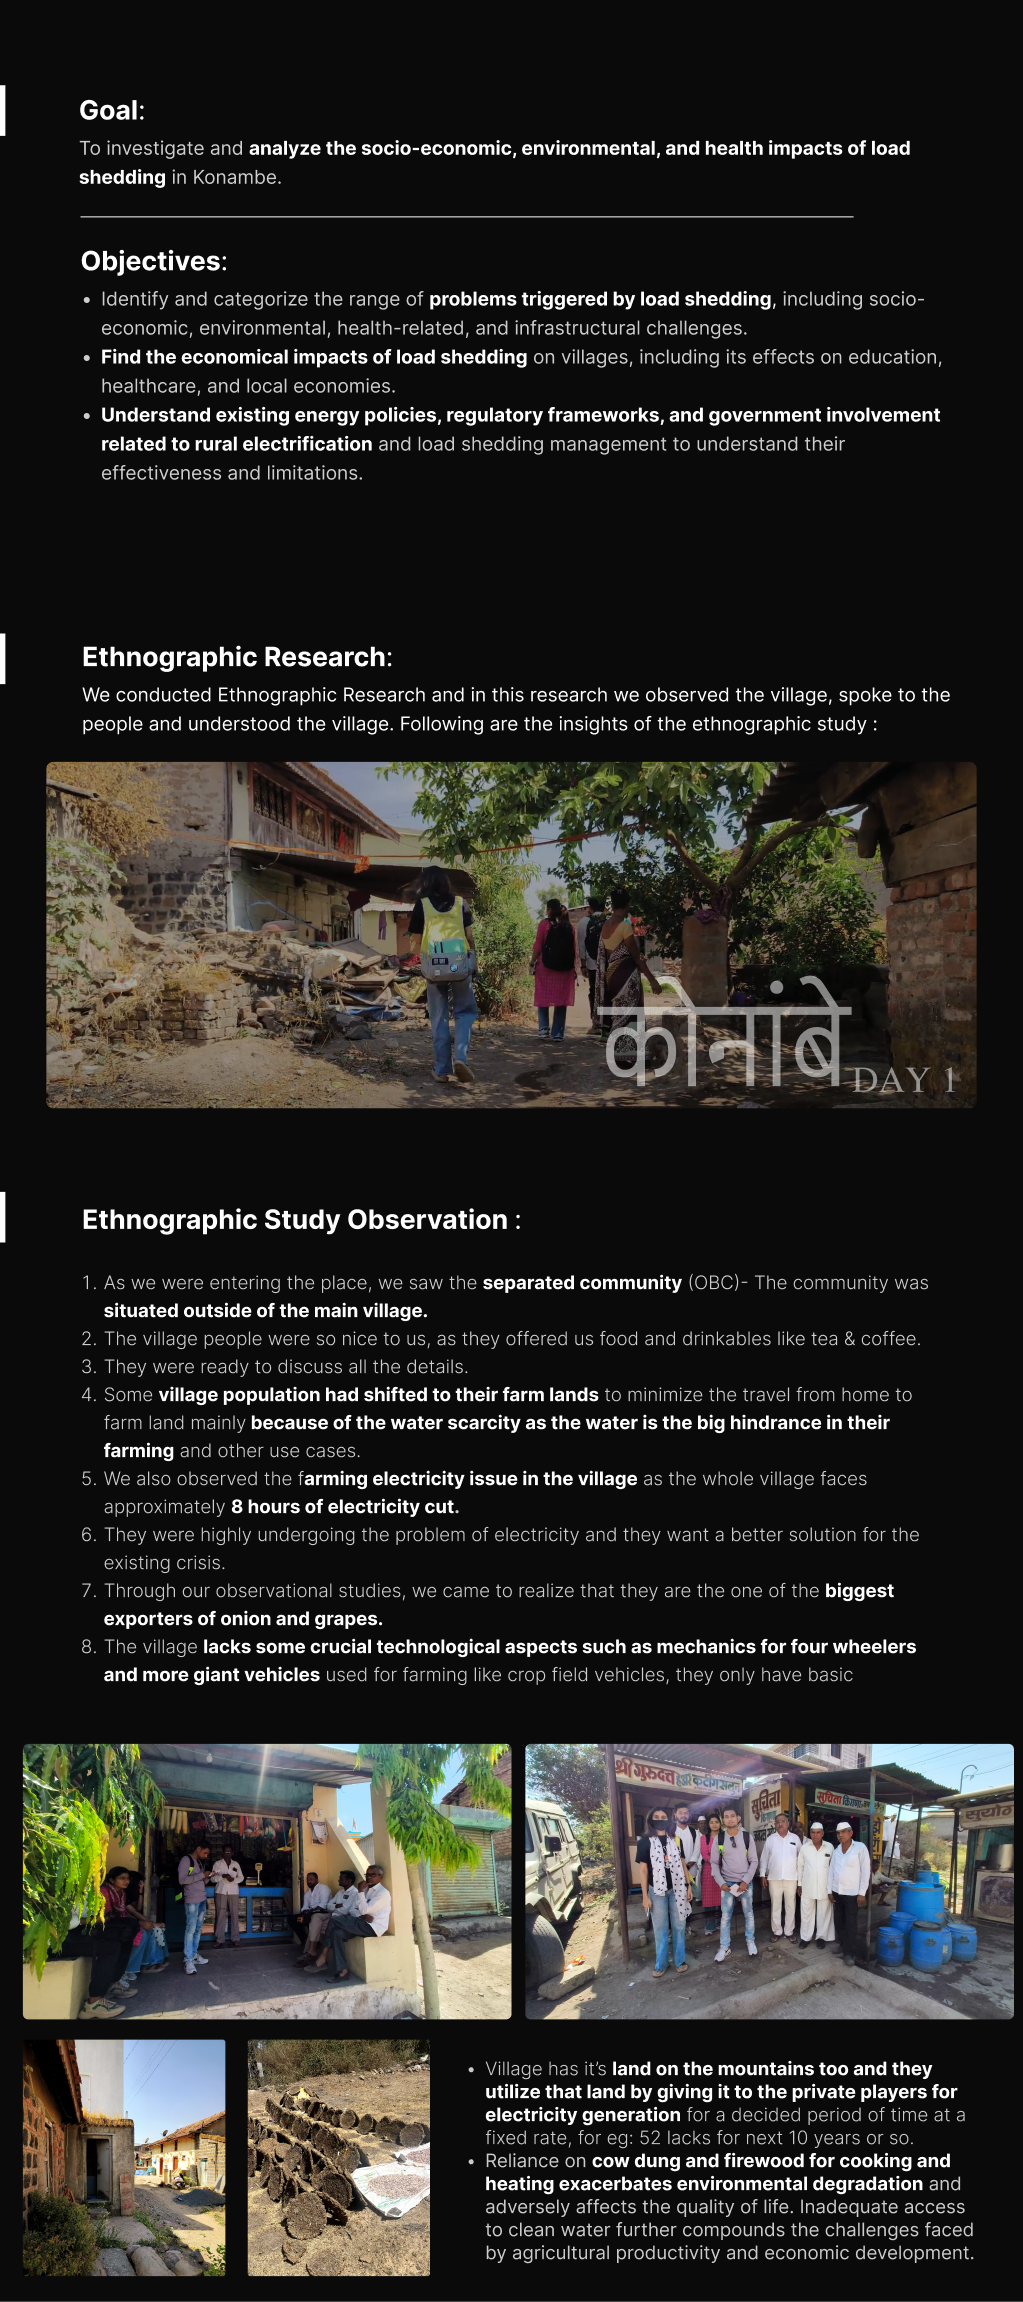 Goal:
To investigate and analyze the socio-economic, environmental, and health impacts of load
shedding in Konambe.
Objectives:
• Identify and categorize the range of problems triggered by load shedding, including socio-
economic, environmental, health-related, and infrastructural challenges.
• Find the economical impacts of load shedding on villages, including its effects on education,
healthcare, and local economies.
• Understand existing energy policies, regulatory frameworks, and government involvement
related to rural electrification and load shedding management to understand their
effectiveness and limitations.
Ethnographic Research:
We conducted Ethnographic Research and in this research we observed the village, spoke to the
people and understood the village. Following are the insights of the ethnographic study :
कोनांबे
DAY 1
Ethnographic Study Observation :
1. As we were entering the place, we saw the separated community (OBC)- The community was
situated outside of the main village.
2. The village people were so nice to us, as they offered us food and drinkables like tea & coffee.
3. They were ready to discuss all the details.
4. Some village population had shifted to their farm lands to minimize the travel from home to
farm land mainly because of the water scarcity as the water is the big hindrance in their
farming and other use cases.
5. We also observed the farming electricity issue in the village as the whole village faces
approximately 8 hours of electricity cut.
6. They were highly undergoing the problem of electricity and they want a better solution for the
existing crisis.
7. Through our observational studies, we came to realize that they are the one of the biggest
exporters of onion and grapes.
8. The village lacks some crucial technological aspects such as mechanics for four wheelers
and more giant vehicles used for farming like crop field vehicles, they only have basic
श्री गुरुदत्त
सुचिता
सुचिता किराणा
सुयोग
• Village has it's land on the mountains too and they
utilize that land by giving it to the private players for
electricity generation for a decided period of time at a
fixed rate, for eg: 52 lacks for next 10 years or so.
• Reliance on cow dung and firewood for cooking and
heating exacerbates environmental degradation and
adversely affects the quality of life. Inadequate access
to clean water further compounds the challenges faced
by agricultural productivity and economic development.